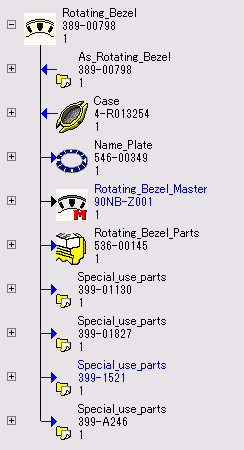 Rotating_Bezel
389-00798
1
As_Rotating_Bezel
389-00798
1
Case
4-R013254
1
Name_Plate
546-00349
1
Rotating_Bezel_Master
90NB-Z001
1
M
Rotating_Bezel_Parts
536-00145
1
Special_use_parts
399-01130
1
Special_use_parts
399-01827
1
Special_use_parts
399-1521
1
Special_use_parts
399-A246
1